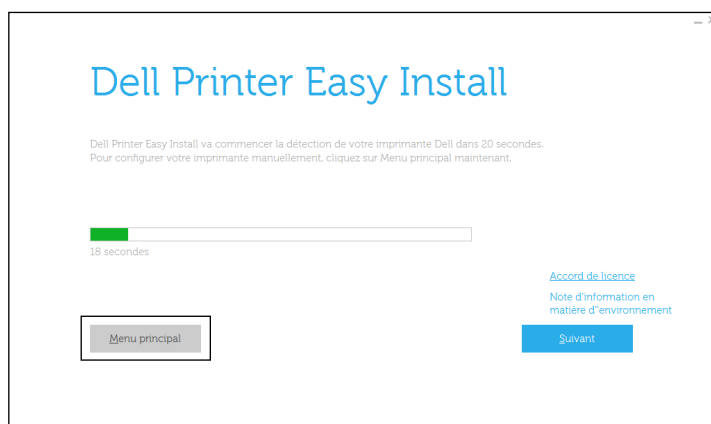 Dell Printer Easy Install
Dell Printer Easy Install va commencer la détection de votre imprimante Dell dans 20 secondes.
Pour configurer votre imprimante manuellement, cliquez sur Menu principal maintenant.
18 secondes
Accord de licence
Note d'information en
matière d''environnement
Menu principal
Suivant